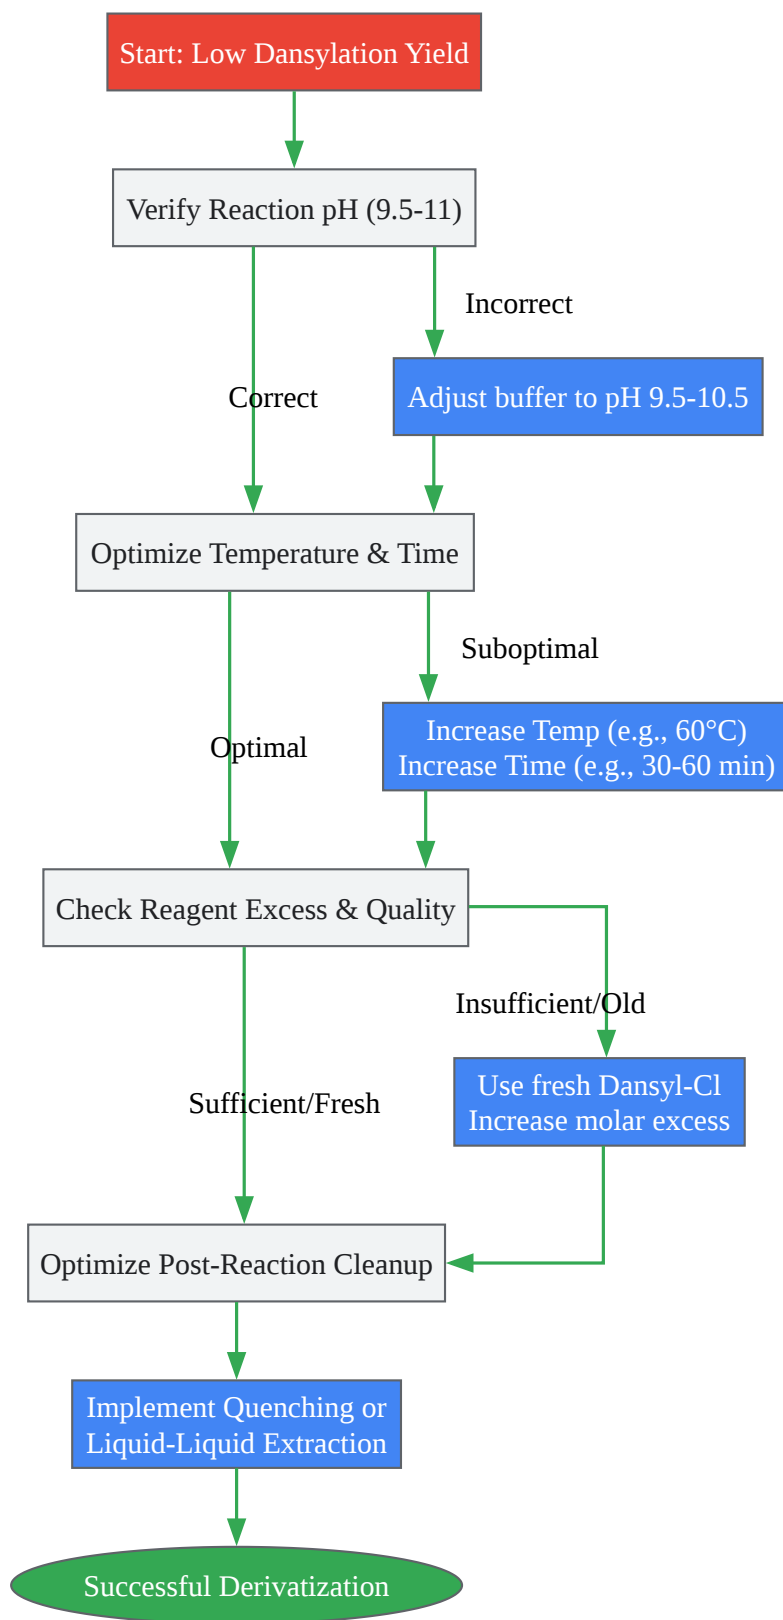 Start: Low Dansylation Yield
Verify Reaction pH (9.5-11)
Incorrect
Correct
Adjust buffer to pH 9.5-10.5
Optimize Temperature & Time
Suboptimal
Increase Temp (e.g., 60°C)
Increase Time (e.g., 30-60 min)
Optimal
Check Reagent Excess & Quality
Insufficient/Old
Use fresh Dansyl-Cl
Increase molar excess
Sufficient/Fresh
Optimize Post-Reaction Cleanup
Implement Quenching or
Liquid-Liquid Extraction
Successful Derivatization